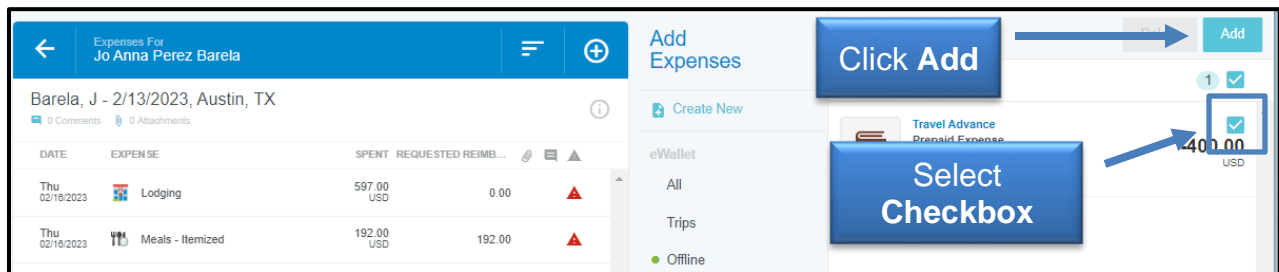 Expenses For
Jo Anna Perez Barela
Barela, J - 2/13/2023, Austin, TX
0 Comments 0 Attachments
DATE EXPENSE SPENT REQUESTED REIMB...
Thu
02/16/2023
Lodging
597.00
USD
0.00
Thu
02/16/2023
Meals - Itemized
192.00
USD
192.00
Add
Expenses
Create New
eWallet
All
Trips
Offline
Click Add
Add
1
Travel Advance
Prepaid Expense
-400.00
USD
Select
Checkbox